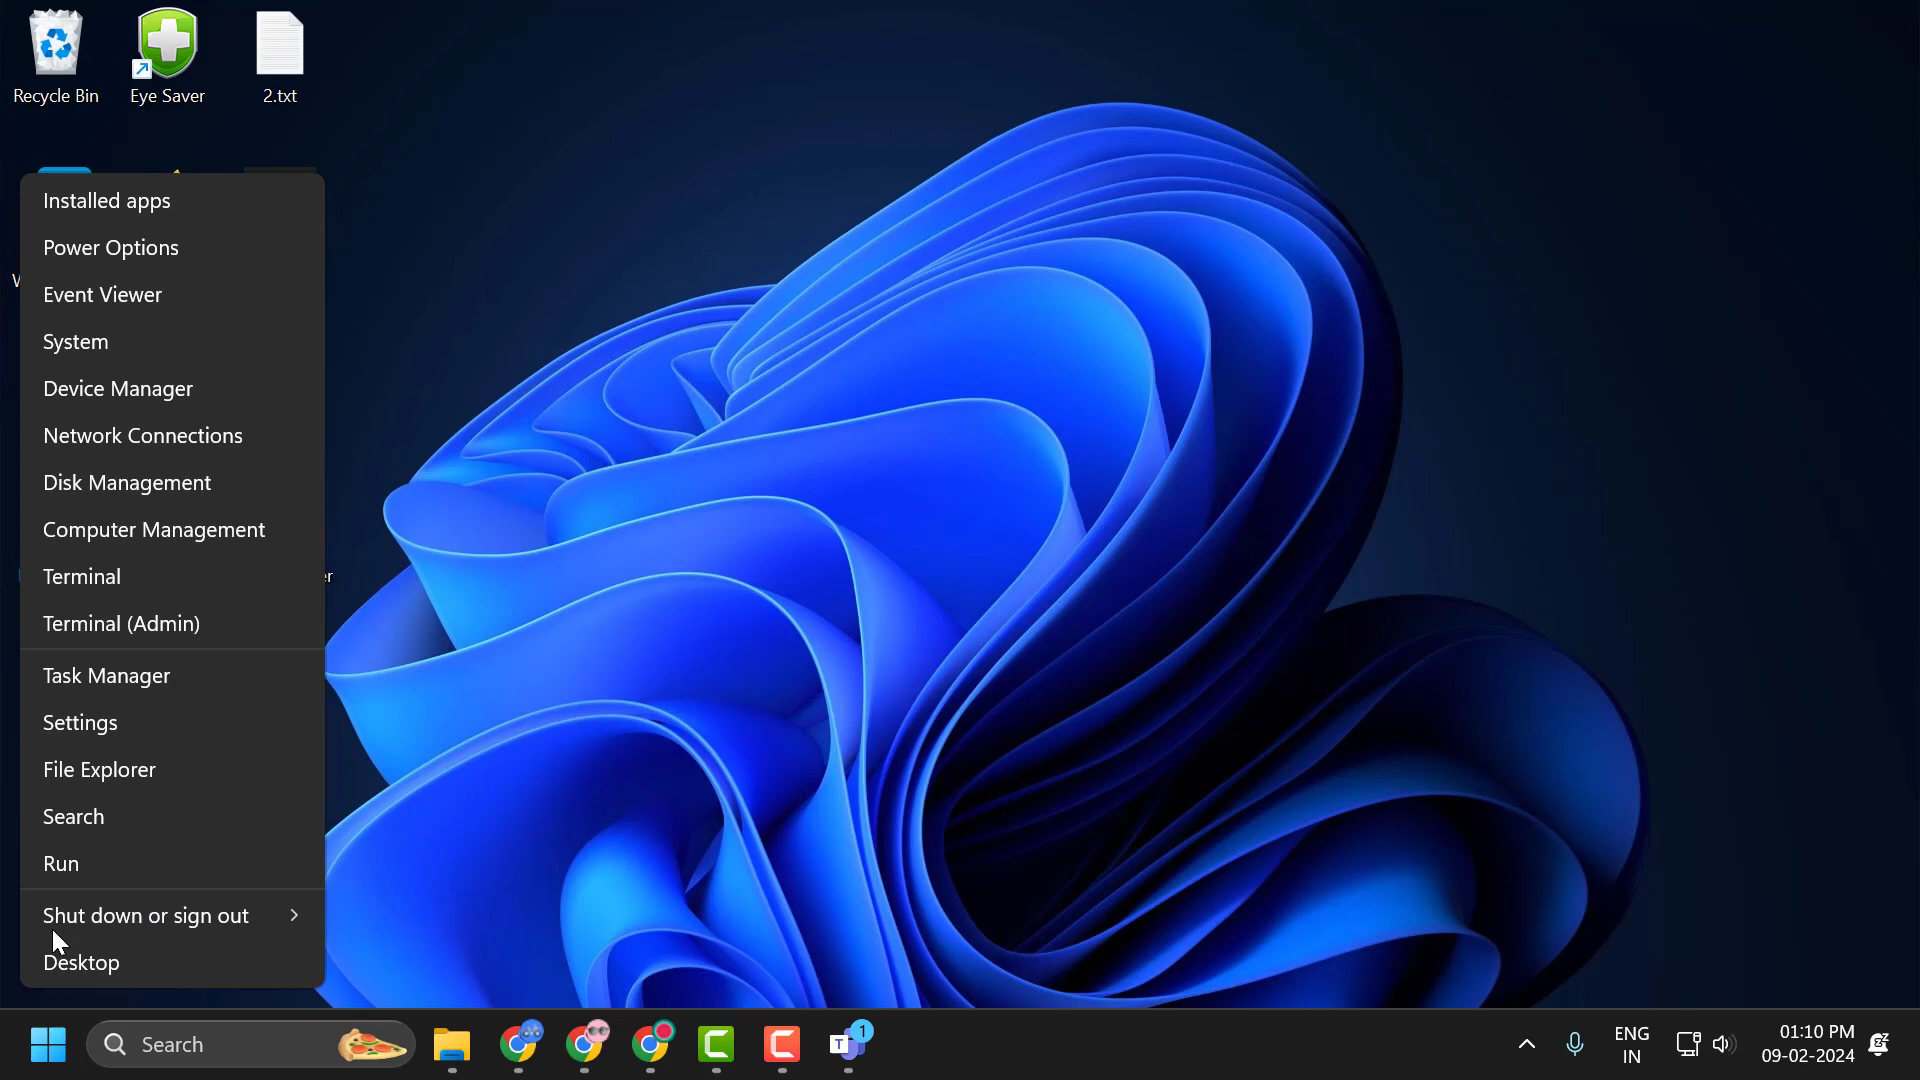 Recycle Bin
Eye Saver
2.txt
Installed apps
Power Options
Event Viewer
System
Device Manager
Network Connections
Disk Management
Computer Management
Terminal
Terminal (Admin)
er
Task Manager
Settings
File Explorer
Search
Run
Shut down or sign out
Desktop
Search
T
1
ENG
IN
01:10 PM
09-02-2024